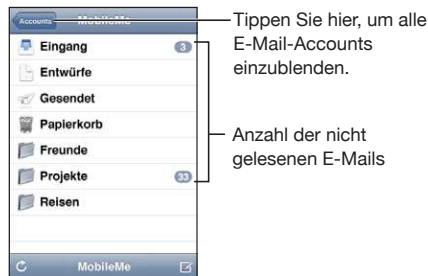 Accounts MobileMe
Tippen Sie hier, um alle
E-Mail-Accounts
einzublenden.
Eingang 3
Entwürfe
Gesendet
Papierkorb
Freunde
Projekte 33
Reisen
Anzahl der nicht
gelesenen E-Mails
MobileMe